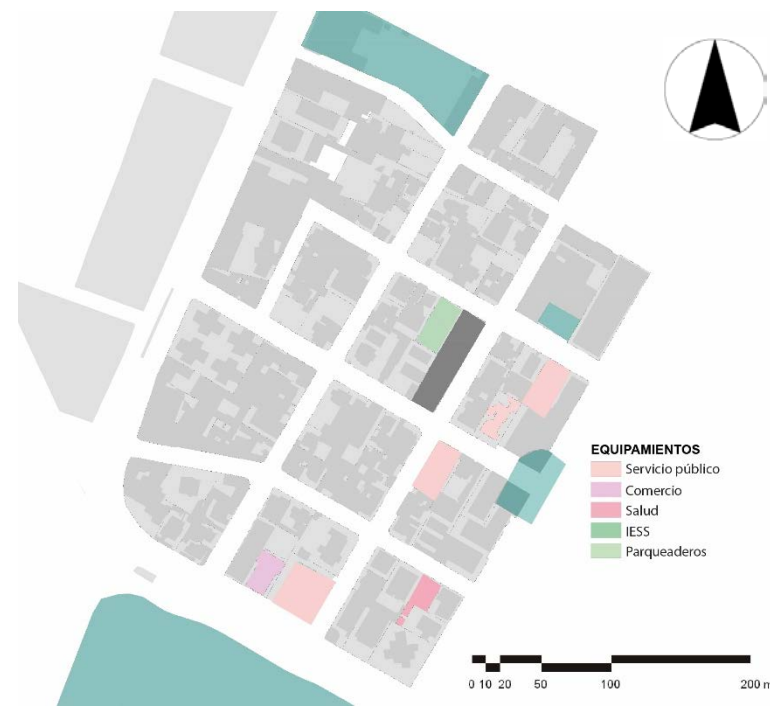 EQUIPAMIENTOS
Servicio público
Comercio
Salud
IESS
Parqueaderos
0 10 20 50 100 200 m